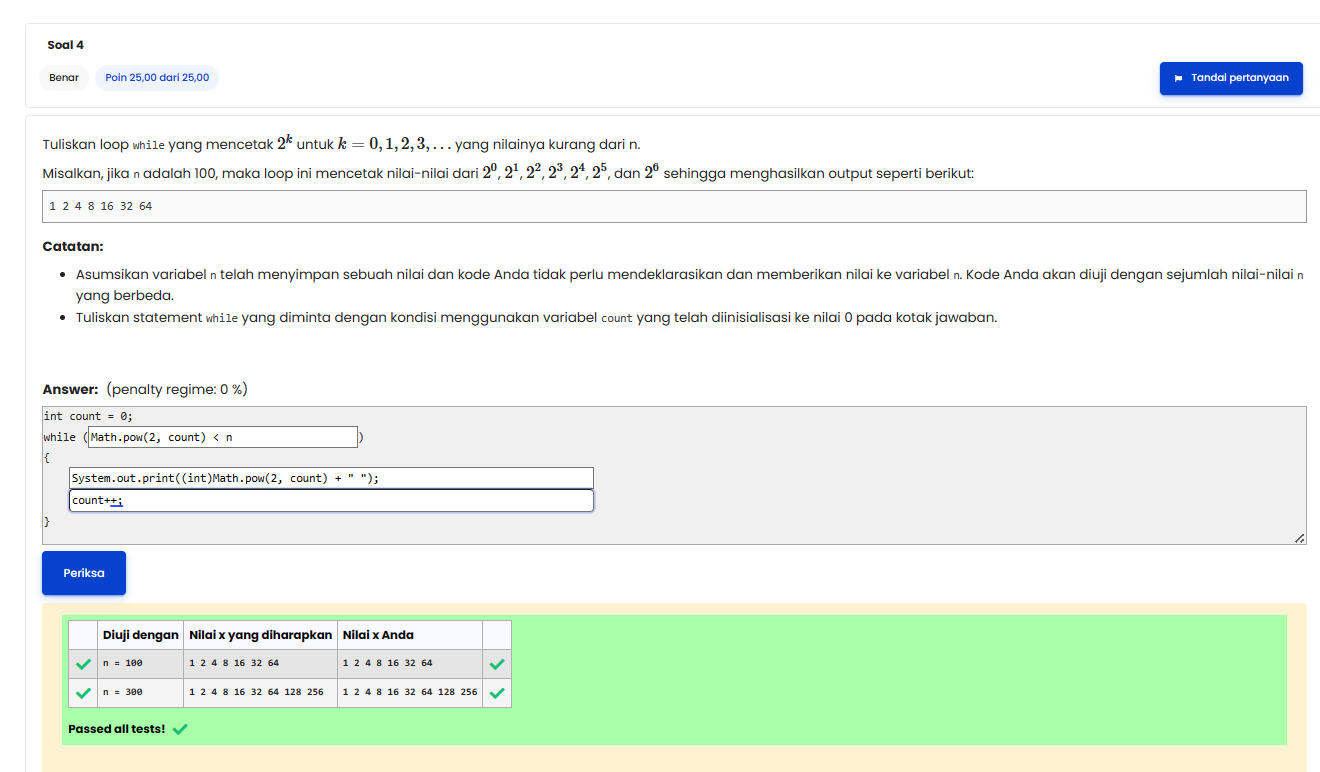 Soal 4
Benar
Poin 25,00 dari 25,00
Tandai pertanyaan
Tuliskan loop while yang mencetak 2^k untuk k = 0, 1, 2, 3, … yang nilainya kurang dari n.
Misalkan, jika n adalah 100, maka loop ini mencetak nilai-nilai dari 2^0, 2^1, 2^2, 2^3, 2^4, 2^5, dan 2^6 sehingga menghasilkan output seperti berikut:
1 2 4 8 16 32 64
Catatan:
• Asumsikan variabel n telah menyimpan sebuah nilai dan kode Anda tidak perlu mendeklarasikan dan memberikan nilai ke variabel n. Kode Anda akan diuji dengan sejumlah nilai-nilai n
yang berbeda.
• Tuliskan statement while yang diminta dengan kondisi menggunakan variabel count yang telah diinisialisasi ke nilai 0 pada kotak jawaban.
Answer: (penalty regime: 0 %)
int count = 0;
while (Math.pow(2, count) < n)
{
System.out.print((int)Math.pow(2, count) + " ");
count++;
}
Periksa
Diuji dengan Nilai x yang diharapkan Nilai x Anda
n = 100 1 2 4 8 16 32 64 1 2 4 8 16 32 64
n = 300 1 2 4 8 16 32 64 128 256 1 2 4 8 16 32 64 128 256
Passed all tests!